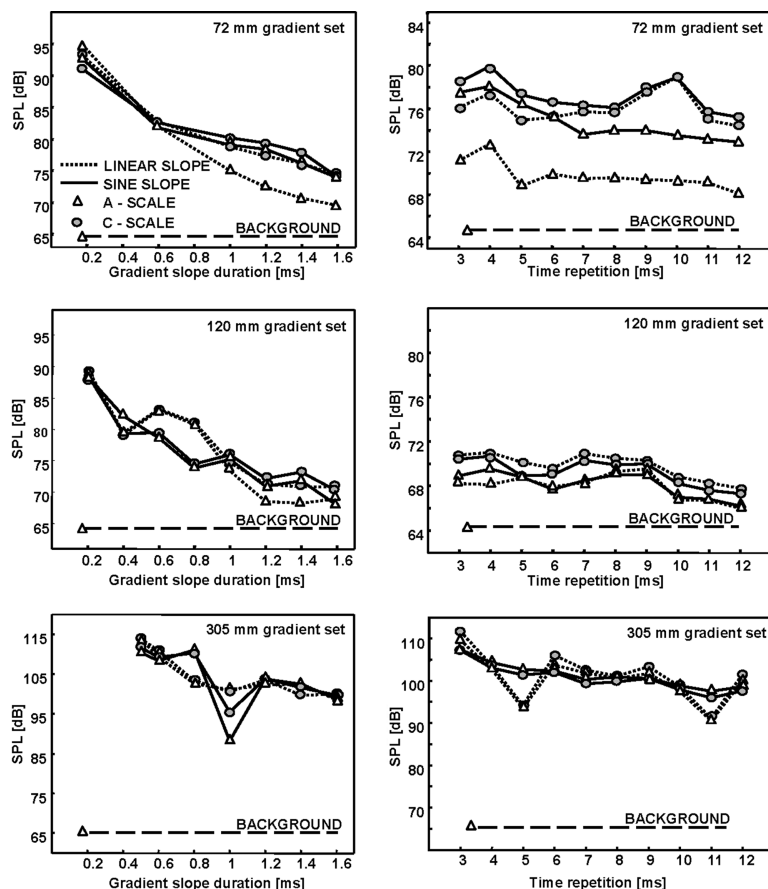 72 mm gradient set
SPL [dB]
95
90
85
80
75
70
65
LINEAR SLOPE
SINE SLOPE
A - SCALE
C - SCALE
BACKGROUND
0.2 0.4 0.6 0.8 1.0 1.2 1.4 1.6
Gradient slope duration [ms]
72 mm gradient set
SPL [dB]
84
80
76
72
68
64
BACKGROUND
3 4 5 6 7 8 9 10 11 12
Time repetition [ms]
120 mm gradient set
SPL [dB]
95
90
85
80
75
70
65
BACKGROUND
0.2 0.4 0.6 0.8 1 1.2 1.4 1.6
Gradient slope duration [ms]
120 mm gradient set
SPL [dB]
80
76
72
68
64
BACKGROUND
3 4 5 6 7 8 9 10 11 12
Time repetition [ms]
305 mm gradient set
SPL [dB]
115
105
95
85
75
65
BACKGROUND
0.2 0.4 0.6 0.8 1 1.2 1.4 1.6
Gradient slope duration [ms]
305 mm gradient set
SPL [dB]
110
100
90
80
70
BACKGROUND
3 4 5 6 7 8 9 10 11 12
Time repetition [ms]